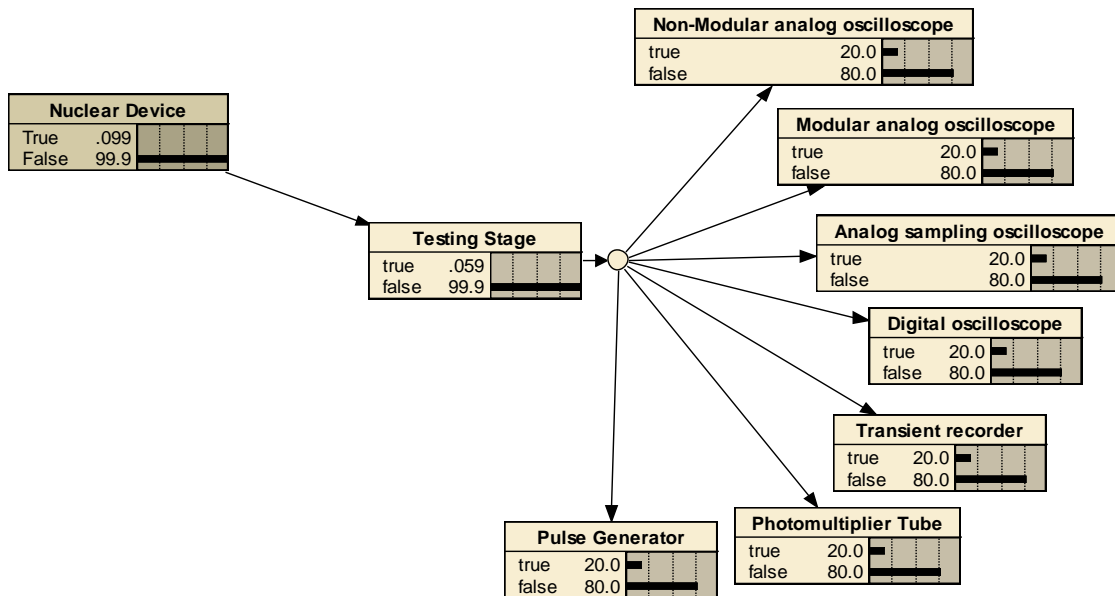 Non-Modular analog oscilloscope
true 20.0
false 80.0
Nuclear Device
True .099
False 99.9
Modular analog oscilloscope
true 20.0
false 80.0
Testing Stage
true .059
false 99.9
Analog sampling oscilloscope
true 20.0
false 80.0
Digital oscilloscope
true 20.0
false 80.0
Transient recorder
true 20.0
false 80.0
Photomultiplier Tube
true 20.0
false 80.0
Pulse Generator
true 20.0
false 80.0